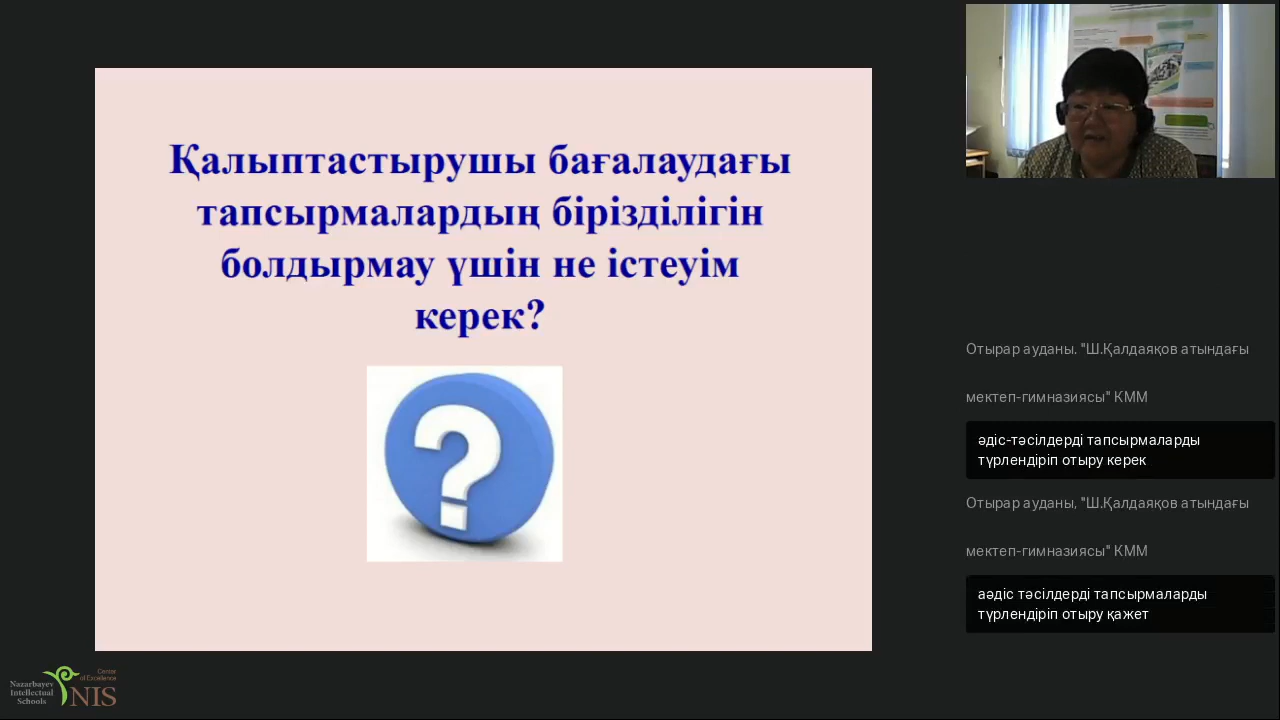 Қалыптастырушы бағалаудағы
тапсырмалардың бірізділігін
болдырмау үшін не істеуім
керек?
Отырар ауданы. "Ш.Қалдаяқов атындағы
мектеп-гимназиясы" КММ
әдіс-тәсілдерді тапсырмаларды
түрлендіріп отыру керек
Отырар ауданы, "Ш.Қалдаяқов атындағы
мектеп-гимназиясы" КММ
аәдіс тәсілдерді тапсырмаларды
түрлендіріп отыру қажет
Nazarbayev
Intellectual
Schools
Center
of Excellence
NIS